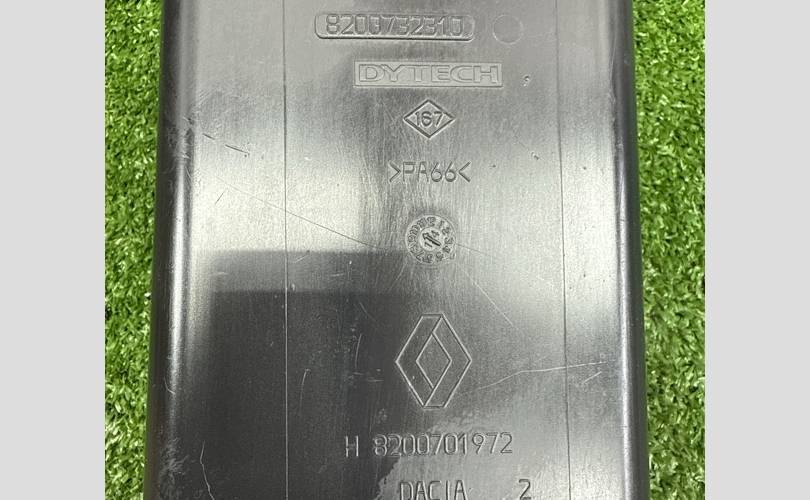 8200732310
DYTECH
167
>PA66<
H 8200701972
DACIA 2